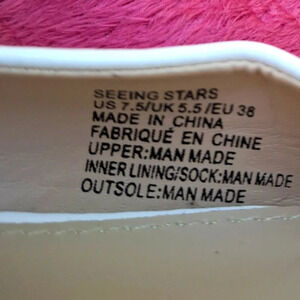 SEEING STARS
US 7.5/UK 5.5/EU 38
MADE IN CHINA
FABRIQUÉ EN CHINE
UPPER:MAN MADE
INNER LINING/SOCK:MAN MADE
OUTSOLE:MAN MADE